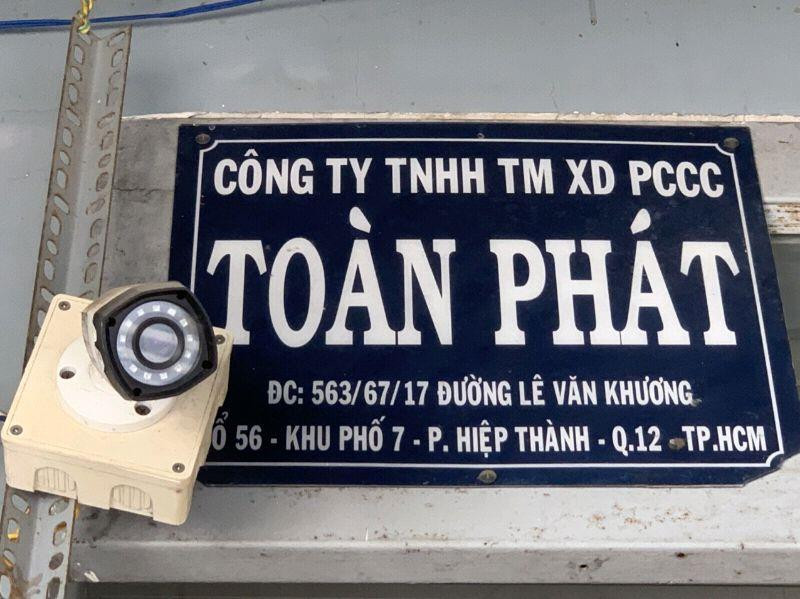 CÔNG TY TNHH TM XD PCCC
TOÀN PHÁT
ĐC: 563/67/17 ĐƯỜNG LÊ VĂN KHƯƠNG
56 - KHU PHỐ 7 - P. HIỆP THÀNH - Q.12 - TP.HCM